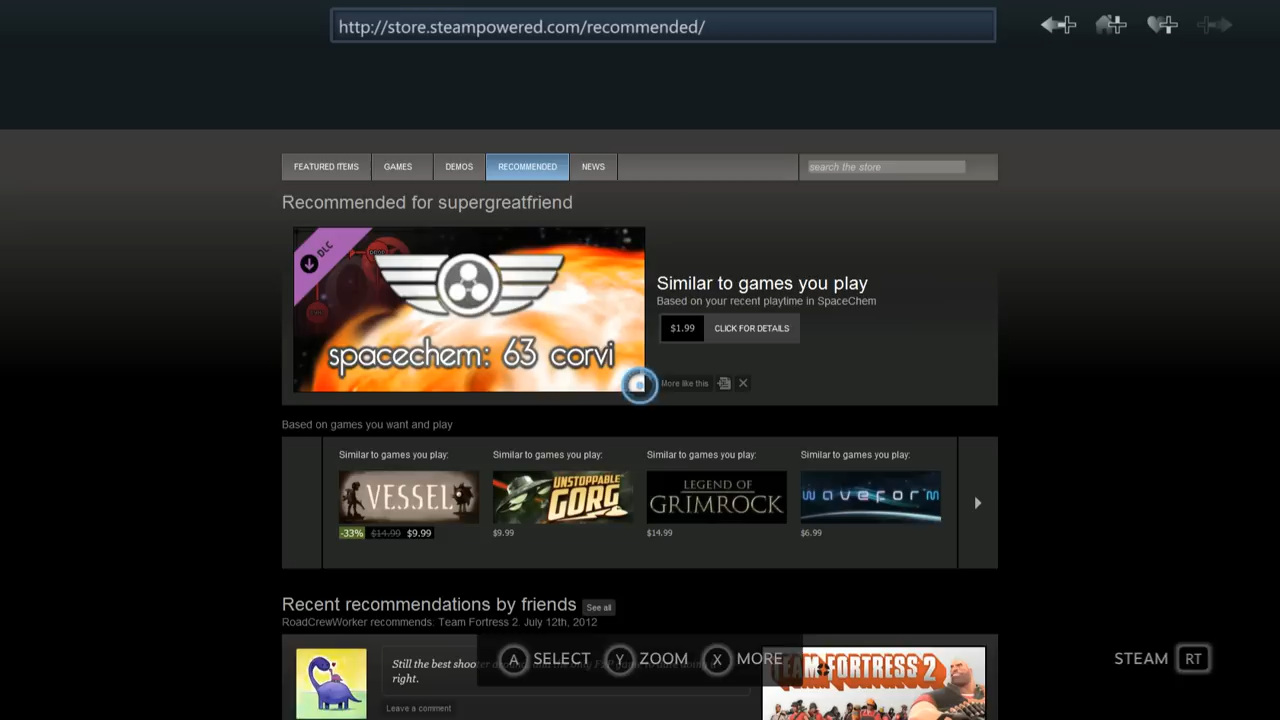 http://store.steampowered.com/recommended/
FEATURED ITEMS GAMES DEMOS RECOMMENDED NEWS search the store
Recommended for supergreatfriend
DLC
spacechem: 63 corvi
Similar to games you play
Based on your recent playtime in SpaceChem
$1.99 CLICK FOR DETAILS
More like this
Based on games you want and play
Similar to games you play: Similar to games you play: Similar to games you play: Similar to games you play:
VESSEL UNSTOPPABLE GORG LEGEND OF GRIMROCK waveform
-33% $14.99 $9.99 $9.99 $14.99 $6.99
Recent recommendations by friends See all
RoadCrewWorker recommends: Team Fortress 2. July 12th, 2012
Still the best shooter
right.
Leave a comment
TEAM FORTRESS 2
A SELECT Y ZOOM X MORE
STEAM RT